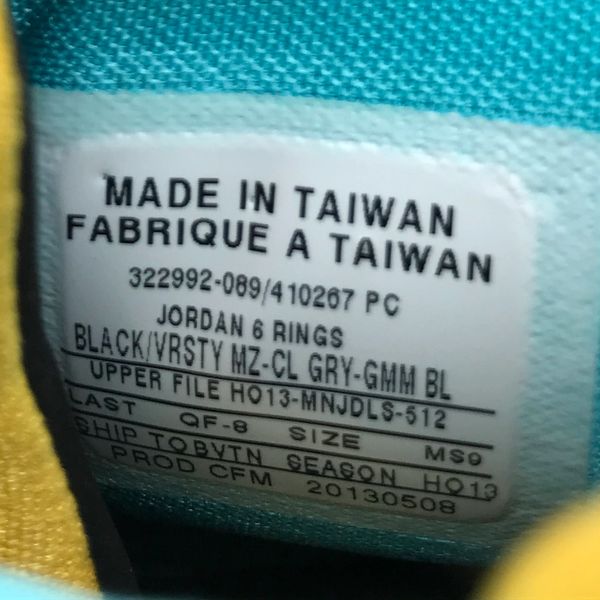 MADE IN TAIWAN
FABRIQUE A TAIWAN
322992-089/410267 PC
JORDAN 6 RINGS
BLACK/VRSTY MZ-CL GRY-GMM BL
UPPER FILE HO13-MNJDLS-512
LAST QF-8 SIZE MS9
SHIP TOBVTN SEASON HO13
PROD CFM 20130508